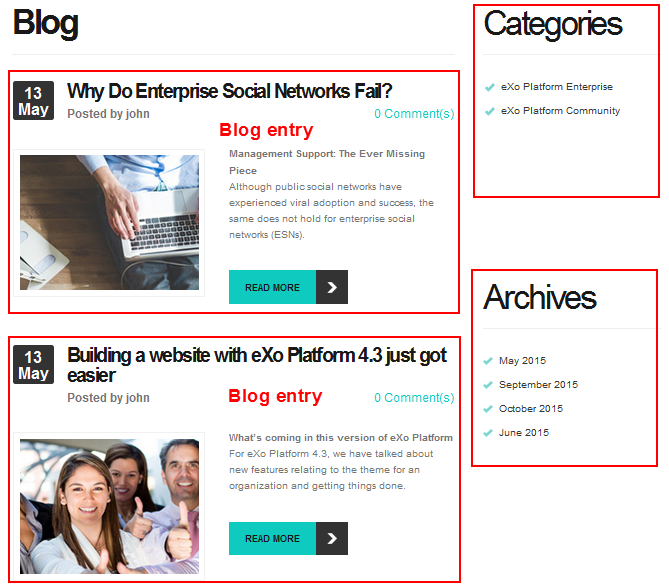 Blog
13
May
Why Do Enterprise Social Networks Fail?
Posted by john
0 Comment(s)
Blog entry
Management Support: The Ever Missing
Piece
Although public social networks have
experienced viral adoption and success, the
same does not hold for enterprise social
networks (ESNs).
READ MORE
13
May
Building a website with eXo Platform 4.3 just got
easier
Posted by john
Blog entry
0 Comment(s)
What's coming in this version of eXo Platform
For eXo Platform 4.3, we have talked about
new features relating to the theme for an
organization and getting things done.
READ MORE
Categories
eXo Platform Enterprise
eXo Platform Community
Archives
May 2015
September 2015
October 2015
June 2015